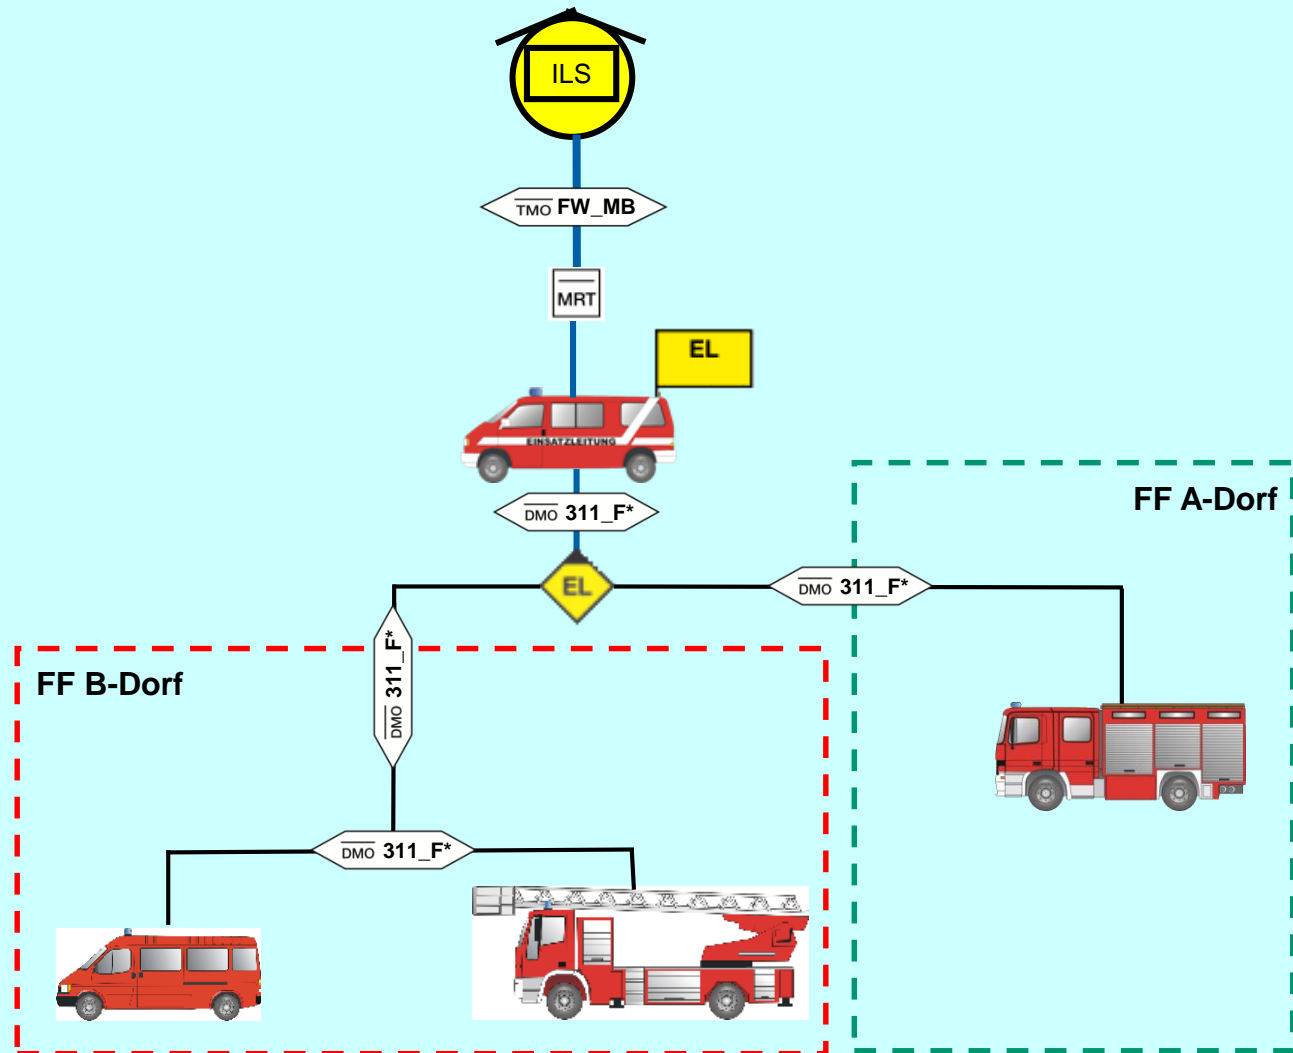 ILS
TMO FW_MB
MRT
EL
EINSATZLEITUNG
DMO 311_F*
FF A-Dorf
EL
DMO 311_F*
DMO 311_F*
FF B-Dorf
DMO 311_F*